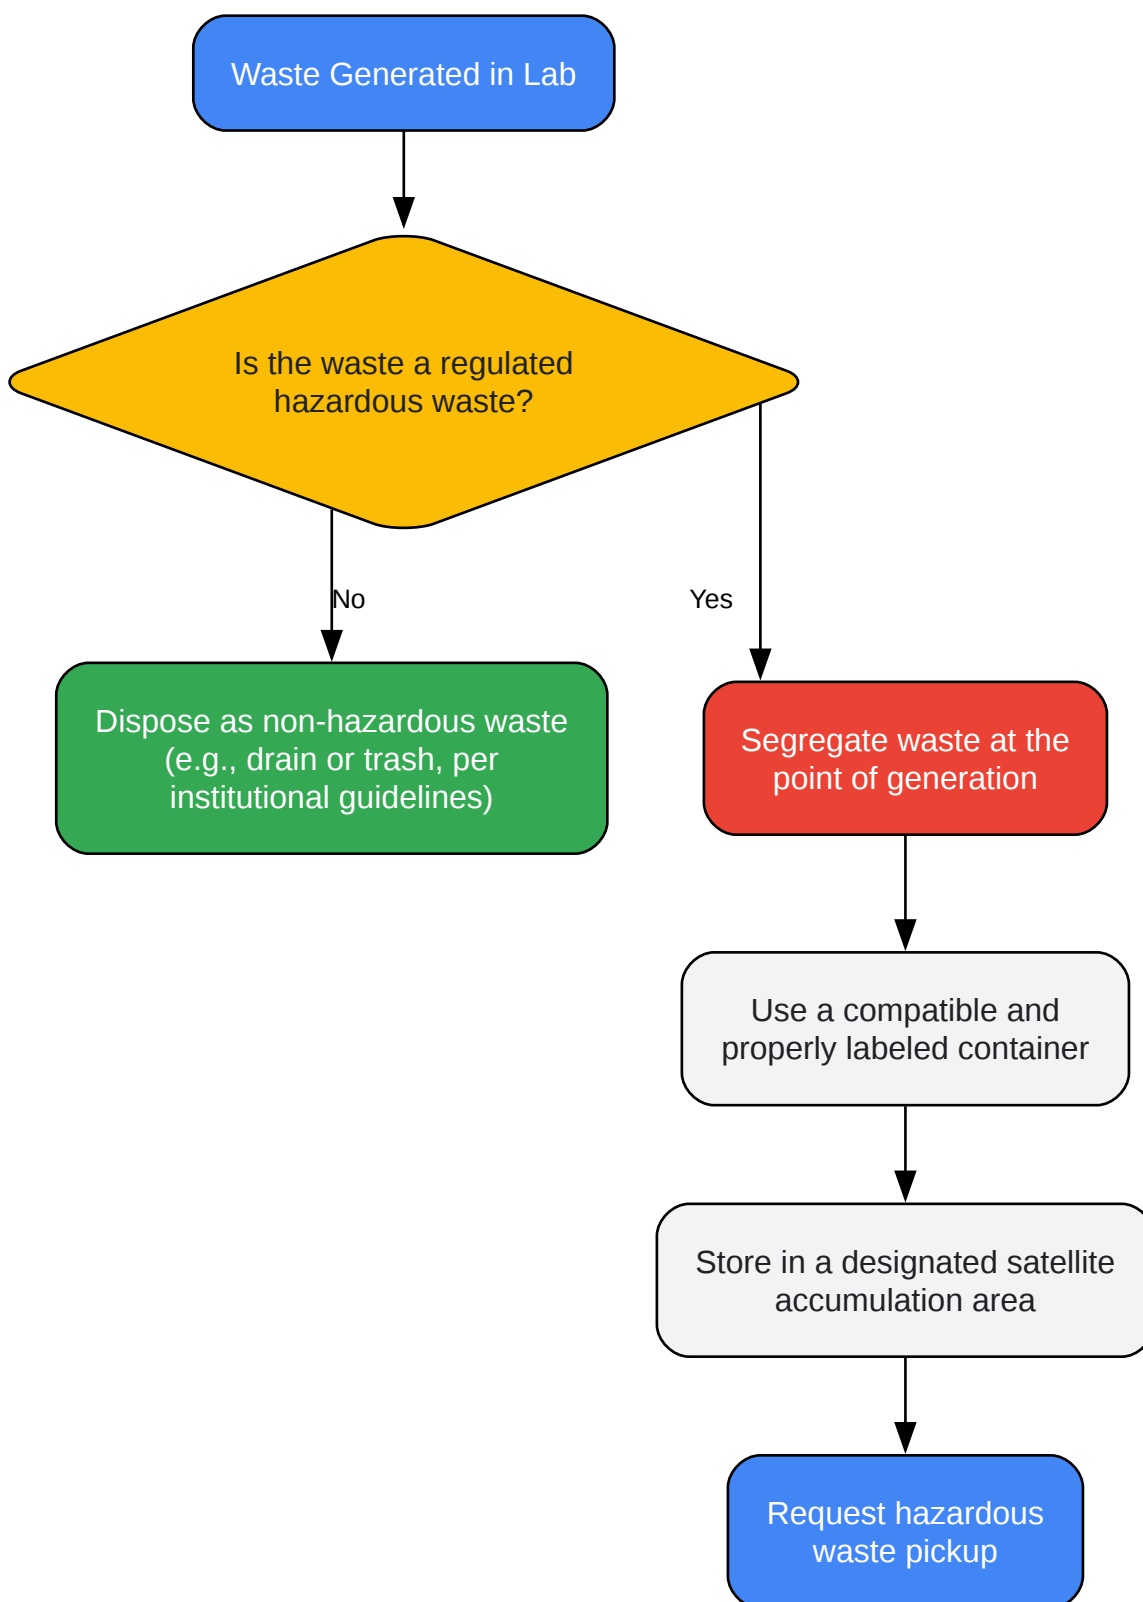 Waste Generated in Lab
Is the waste a regulated
hazardous waste?
No
Yes
Dispose as non-hazardous waste
(e.g., drain or trash, per
institutional guidelines)
Segregate waste at the
point of generation
Use a compatible and
properly labeled container
Store in a designated satellite
accumulation area
Request hazardous
waste pickup